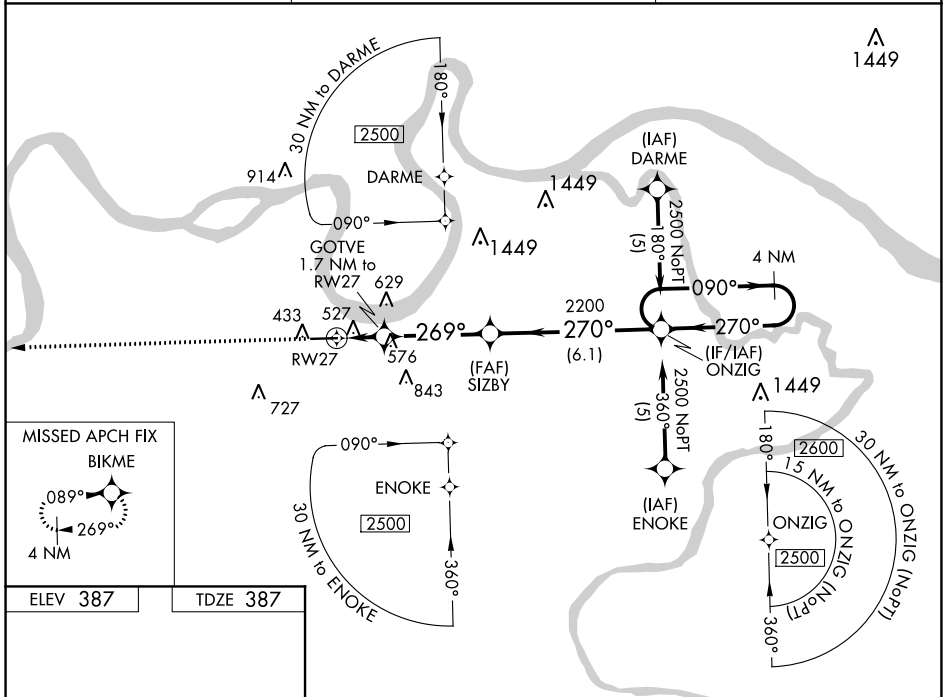 1449
30 NM to DARME
180°
2500
914
DARME
090°
GOTVE
1.7 NM to
RW27
(IAF)
DARME
1449
1449
2500 NoPT
180°
(5)
4 NM
090°
629
433
527
269°
2200
270°
270°
RW27
576
(6.1)
(FAF)
SIZBY
(IF/IAF)
ONZIG
843
727
2500 NoPT
360°
(5)
1449
MISSED APCH FIX
BIKME
089°
269°
4 NM
090°
ENOKE
2500
360°
30 NM to ENOKE
(IAF)
ENOKE
180°
2600
30 NM to ONZIG (NoPT)
15 NM to ONZIG (NoPT)
ONZIG
2500
360°
ELEV 387
TDZE 387